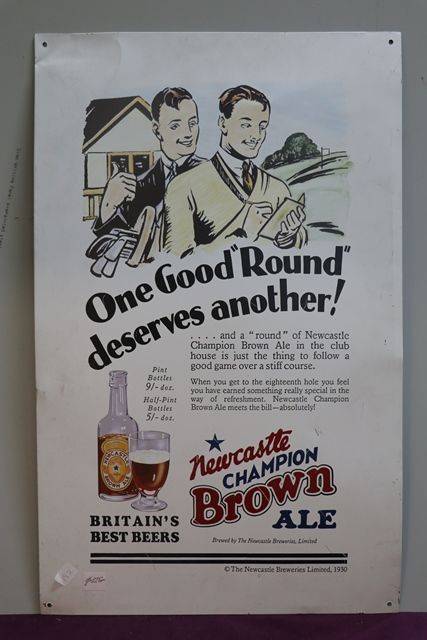 One Good "Round"
deserves another!
. . . . and a "round" of Newcastle
Champion Brown Ale in the club
house is just the thing to follow a
good game over a stiff course.
When you get to the eighteenth hole you feel
you have earned something really special in the
way of refreshment. Newcastle Champion
Brown Ale meets the bill—absolutely!
Pint
Bottles
9/- doz.
Half-Pint
Bottles
5/- doz.
NEWCASTLE
BROWN ALE
Newcastle
CHAMPION
Brown
ALE
BRITAIN'S
BEST BEERS
Brewed by The Newcastle Breweries, Limited
© The Newcastle Breweries Limited, 1930